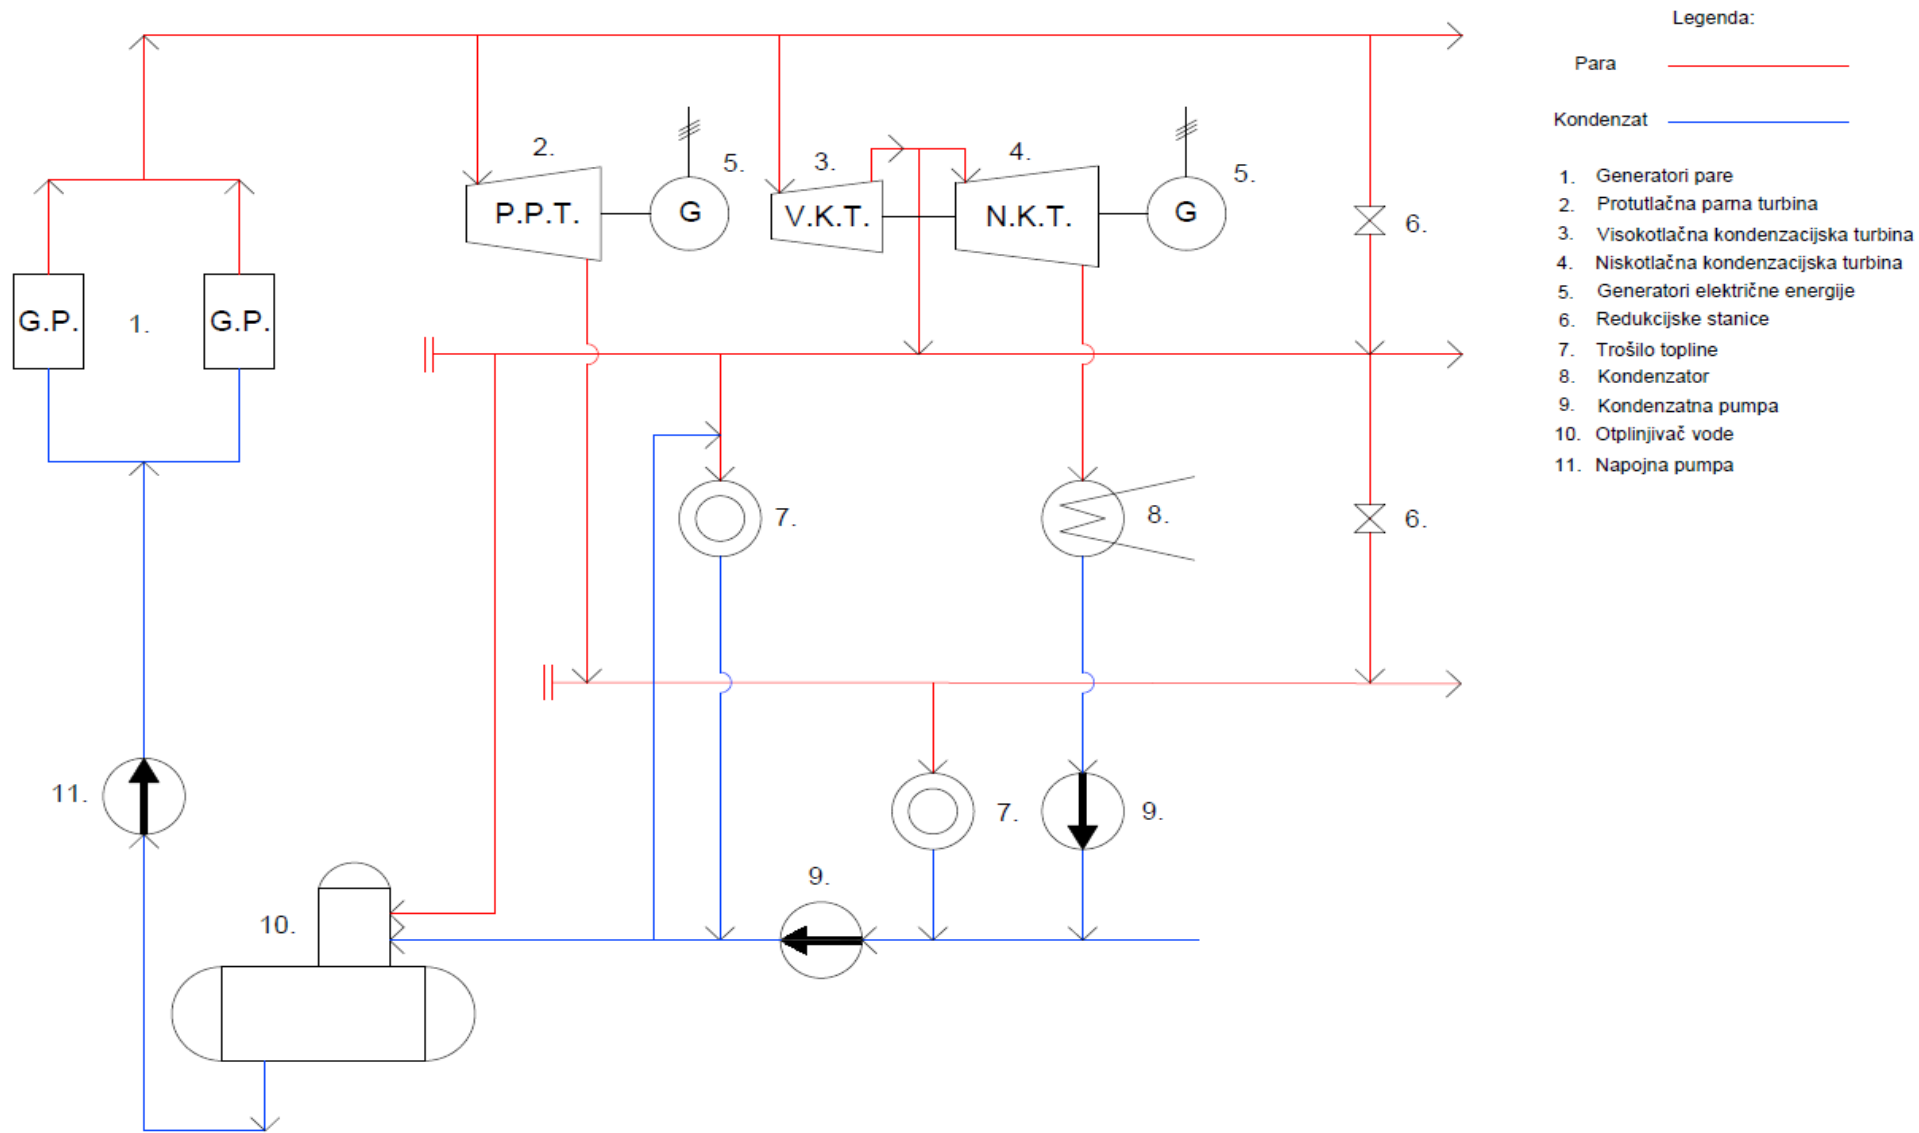 Legenda:
Para
Kondenzat
1. Generatori pare
2. Protutlačna parna turbina
3. Visokotlačna kondenzacijska turbina
4. Niskotlačna kondenzacijska turbina
5. Generatori električne energije
6. Redukcijske stanice
7. Trošilo topline
8. Kondenzator
9. Kondenzatna pumpa
10. Otplinjivač vode
11. Napojna pumpa
2.
5.
3.
4.
5.
P.P.T.
G
V.K.T.
N.K.T.
G
6.
G.P.
1.
G.P.
7.
8.
6.
11.
7.
9.
9.
10.